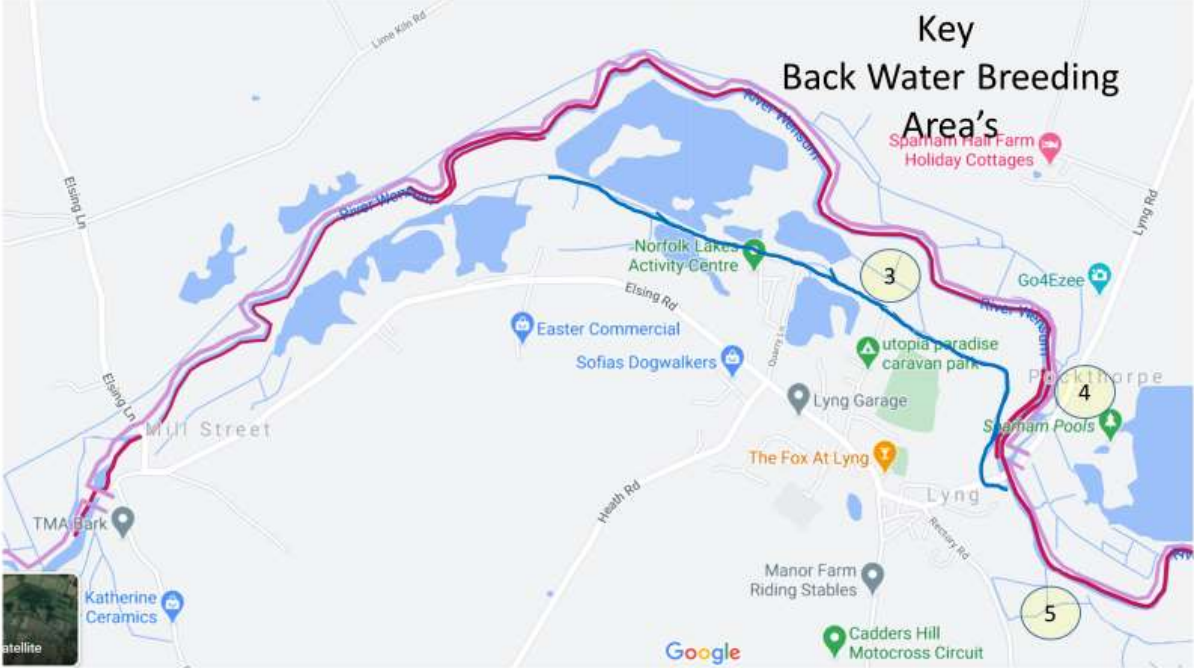 Key
Back Water Breeding
Area's
Lime Kiln Rd
River Wensum
Sparham Hall Farm
Holiday Cottages
Elsing Ln
River Wensum
Lyng Rd
Norfolk Lakes
Activity Centre
3
Go4Ezee
Elsing Rd
River Wensum
Easter Commercial
Quarry Ln
utopia paradise
caravan park
Sofias Dogwalkers
Pockthorpe
4
Elsing Ln
Lyng Garage
Sparham Pools
Mill Street
The Fox At Lyng
Heath Rd
Lyng
TMA Bark
Rectory Rd
Manor Farm
Riding Stables
Katherine
Ceramics
5
atellite
Google
Cadders Hill
Motocross Circuit